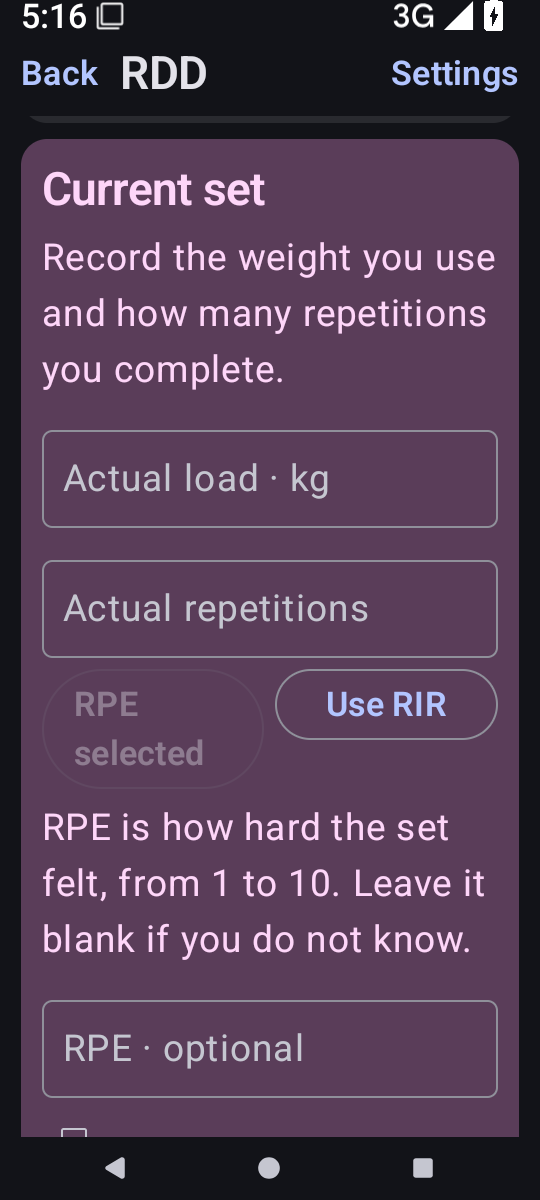 5:16 3G
Back RDD Settings
Current set
Record the weight you use
and how many repetitions
you complete.
Actual load · kg
Actual repetitions
RPE
selected
Use RIR
RPE is how hard the set
felt, from 1 to 10. Leave it
blank if you do not know.
RPE · optional